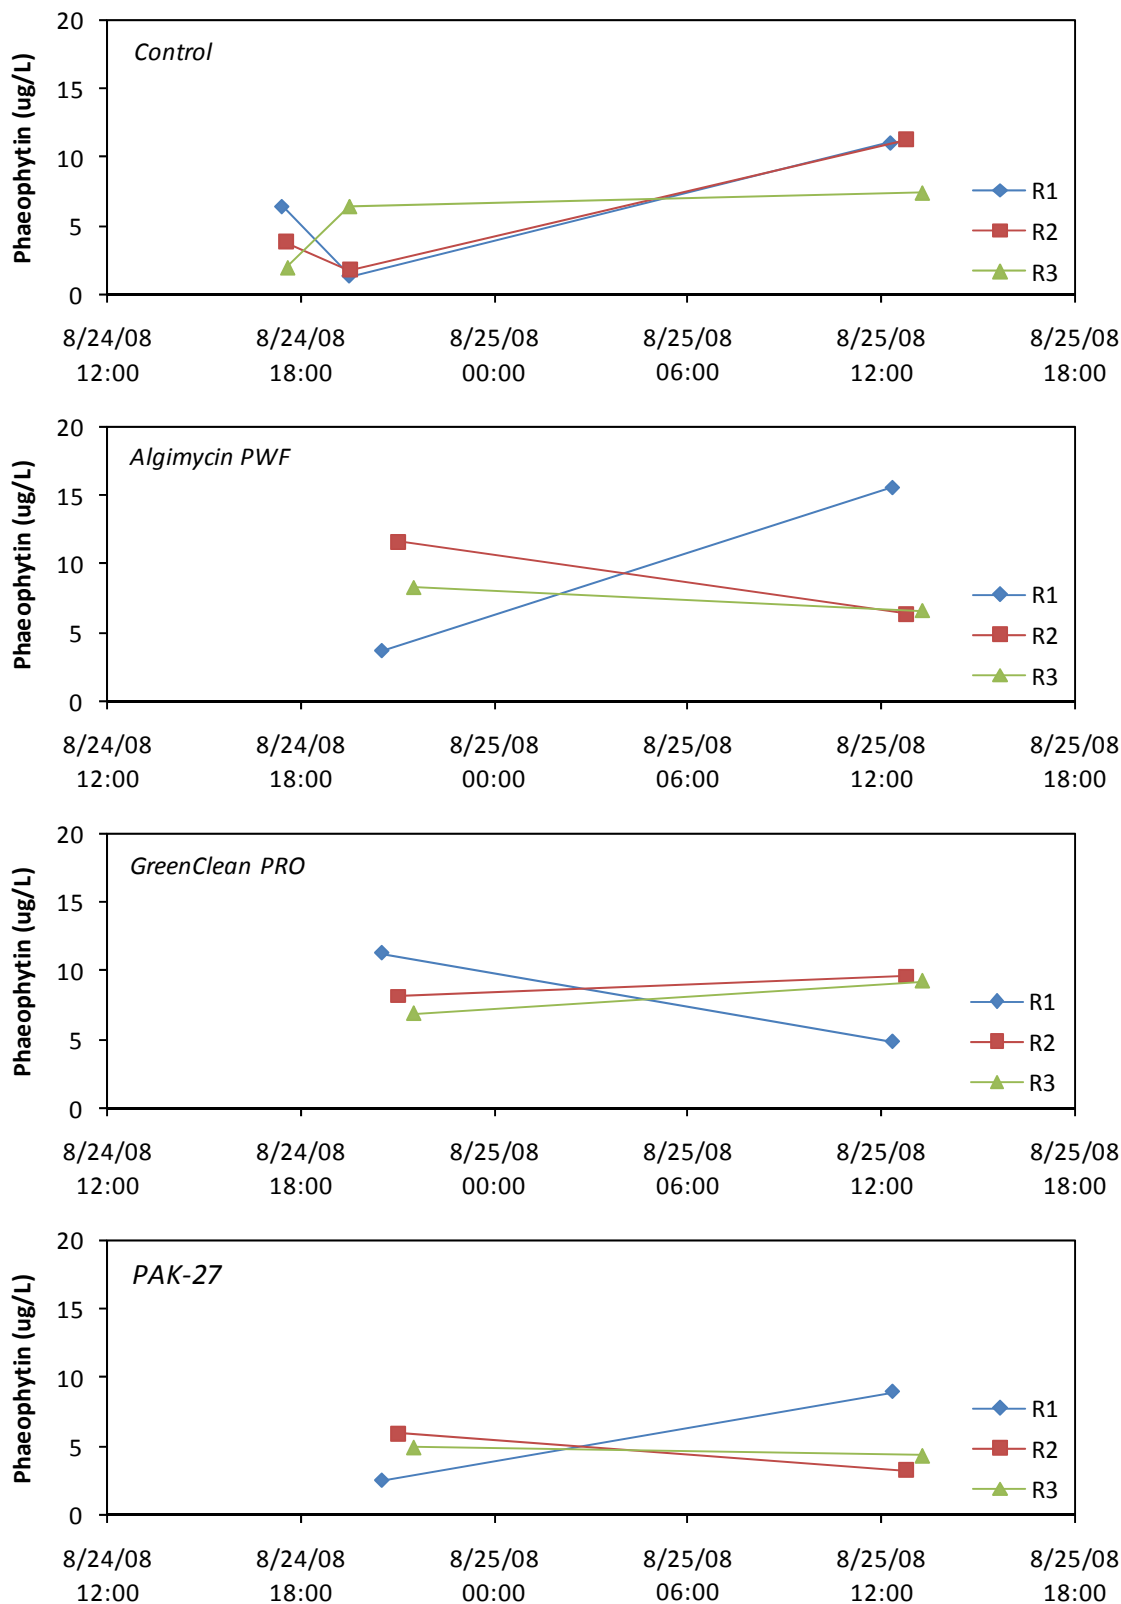 20
Control
15
Phaeophytin (ug/L)
10
R1
5
R2
R3
0
8/24/08 8/24/08 8/25/08 8/25/08 8/25/08 8/25/08
12:00 18:00 00:00 06:00 12:00 18:00
20
Algimycin PWF
15
Phaeophytin (ug/L)
10
R1
5
R2
R3
0
8/24/08 8/24/08 8/25/08 8/25/08 8/25/08 8/25/08
12:00 18:00 00:00 06:00 12:00 18:00
20
GreenClean PRO
15
Phaeophytin (ug/L)
10
R1
5
R2
R3
0
8/24/08 8/24/08 8/25/08 8/25/08 8/25/08 8/25/08
12:00 18:00 00:00 06:00 12:00 18:00
20
PAK-27
15
Phaeophytin (ug/L)
10
R1
5
R2
R3
0
8/24/08 8/24/08 8/25/08 8/25/08 8/25/08 8/25/08
12:00 18:00 00:00 06:00 12:00 18:00